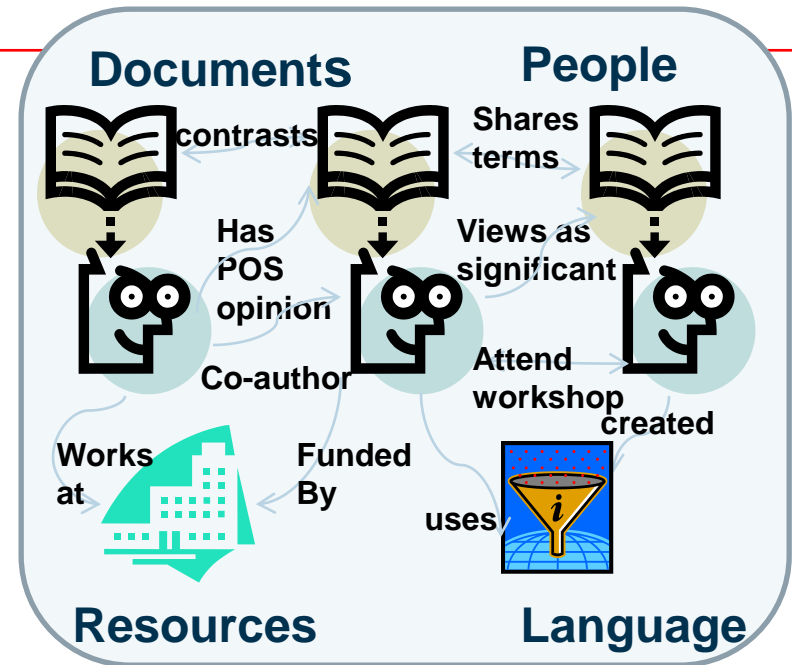 Documents
People
contrasts
Shares
terms
Has
POS
opinion
Views as
significant
Co-author
Attend
workshop
created
Works
at
Funded
By
uses
i
Resources
Language